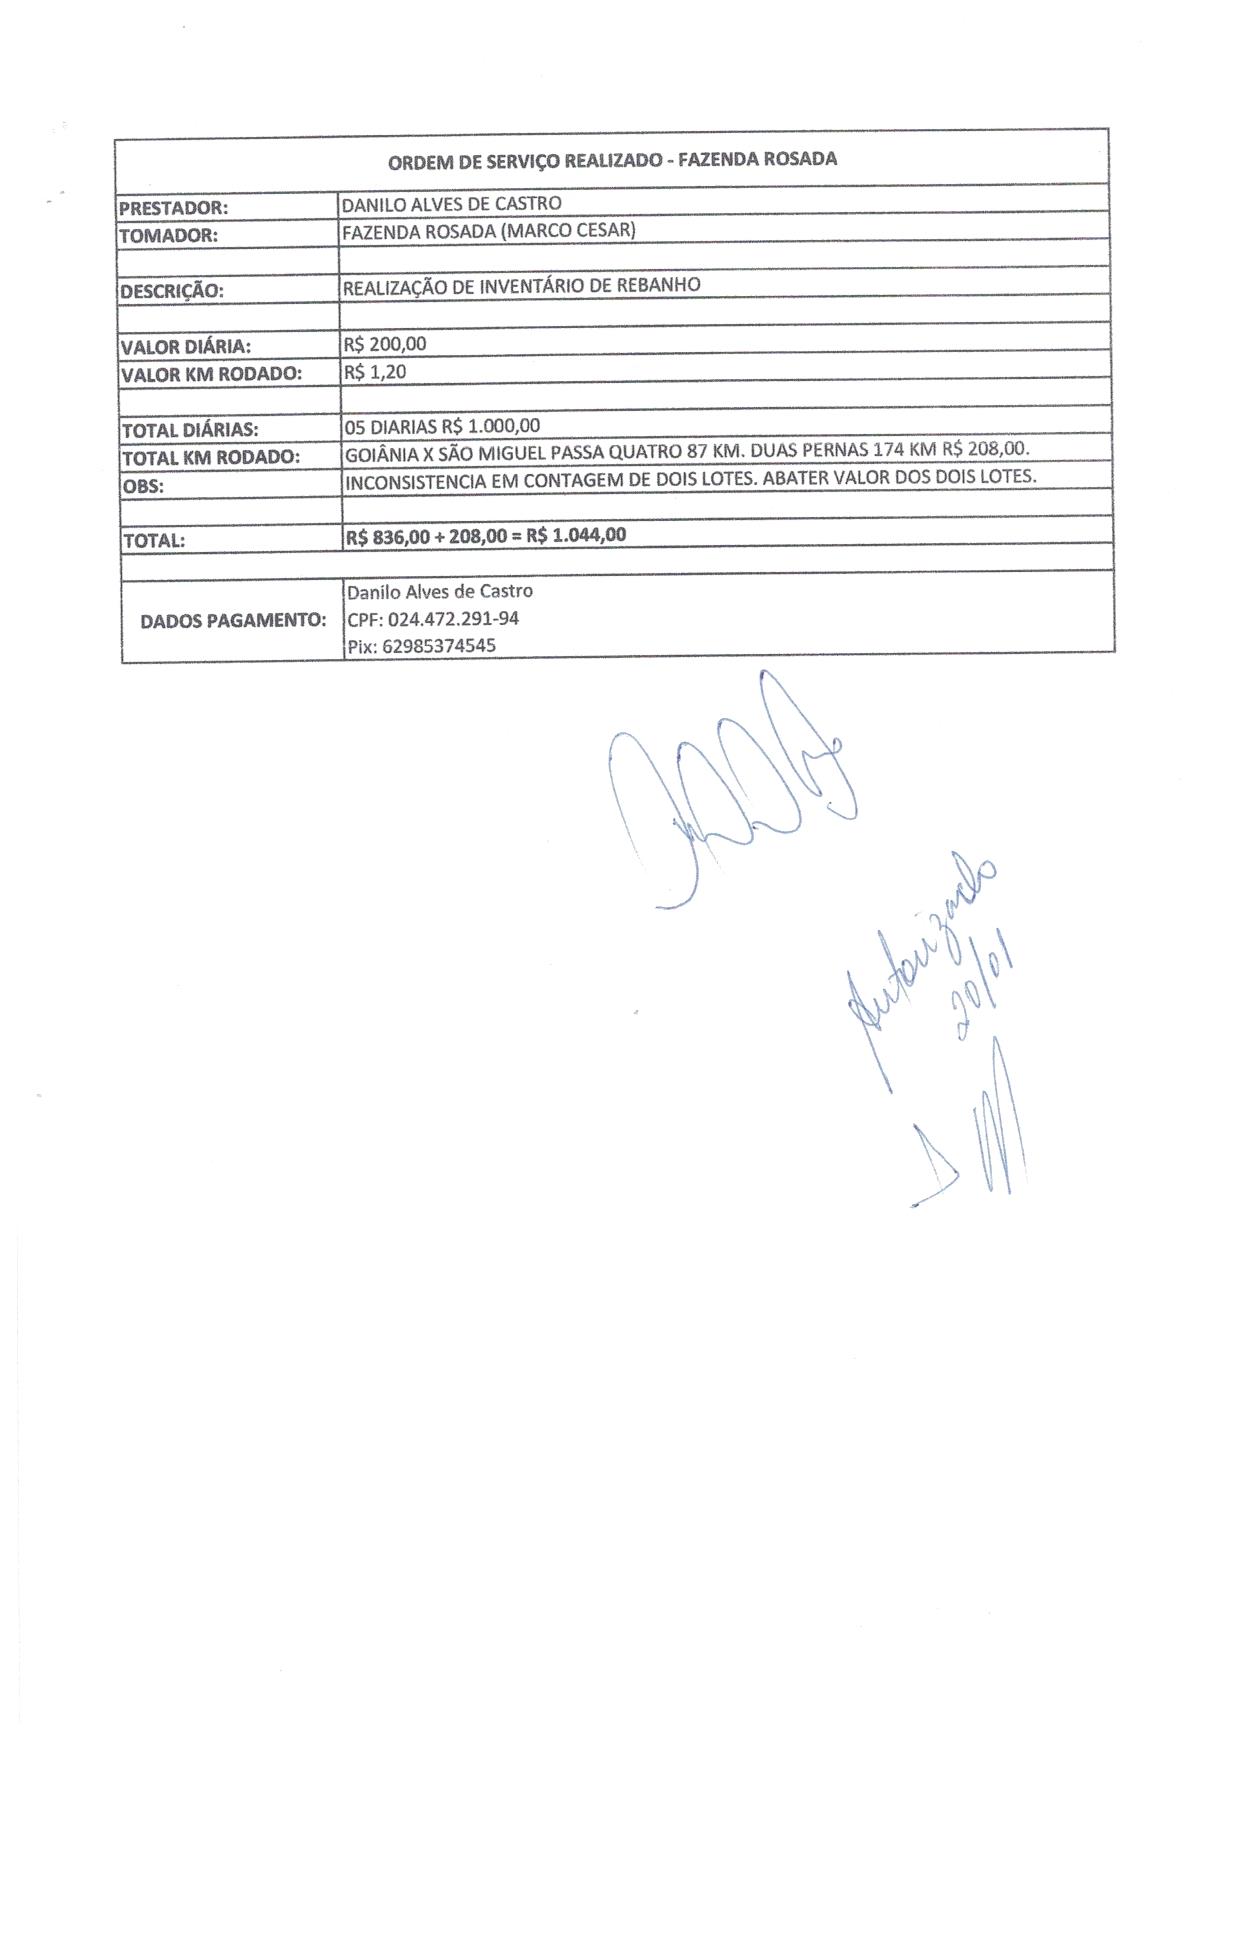 ORDEM DE SERVIÇO REALIZADO - FAZENDA ROSADA
PRESTADOR: DANILO ALVES DE CASTRO
TOMADOR: FAZENDA ROSADA (MARCO CESAR)
DESCRIÇÃO: REALIZAÇÃO DE INVENTÁRIO DE REBANHO
VALOR DIÁRIA: R$ 200,00
VALOR KM RODADO: R$ 1,20
TOTAL DIÁRIAS: 05 DIARIAS R$ 1.000,00
TOTAL KM RODADO: GOIÂNIA X SÃO MIGUEL PASSA QUATRO 87 KM. DUAS PERNAS 174 KM R$ 208,00.
OBS: INCONSISTENCIA EM CONTAGEM DE DOIS LOTES. ABATER VALOR DOS DOIS LOTES.
TOTAL: R$ 836,00 + 208,00 = R$ 1.044,00
DADOS PAGAMENTO:
Danilo Alves de Castro
CPF: 024.472.291-94
Pix: 62985374545
Autorizado
20/01